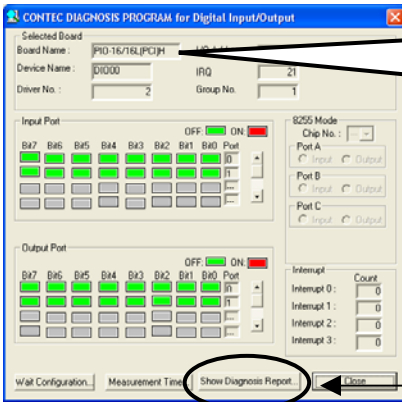 CONTEC DIAGNOSIS PROGRAM for Digital Input/Output
Selected Board
Board Name : PIO-16/16L(PCI)H
Device Name : DIO00 IRQ 21
Driver No. : 2 Group No. 1
Input Port
OFF: ON:
Bit7 Bit6 Bit5 Bit4 Bit3 Bit2 Bit1 Bit0 Port
0
1
---
---
8255 Mode
Chip No. : --
Port A
Input Output
Port B
Input Output
Port C
Input Output
Output Port
OFF: ON:
Bit7 Bit6 Bit5 Bit4 Bit3 Bit2 Bit1 Bit0 Port
0
1
---
---
Interrupt
Count
Interrupt 0 : 0
Interrupt 1 : 0
Interrupt 2 : 0
Interrupt 3 : 0
Wait Configuration... Measurement Time Show Diagnosis Report... Close